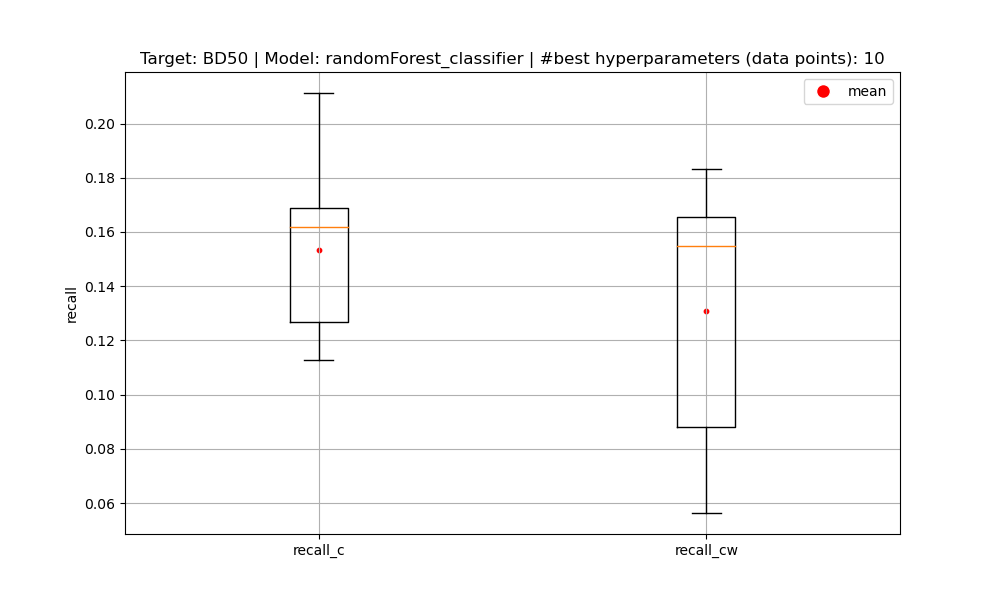 Target: BD50 | Model: randomForest_classifier | #best hyperparameters (data points): 10
mean
0.20
0.18
0.16
0.14
0.12
0.10
0.08
0.06
recall
recall_c
recall_cw